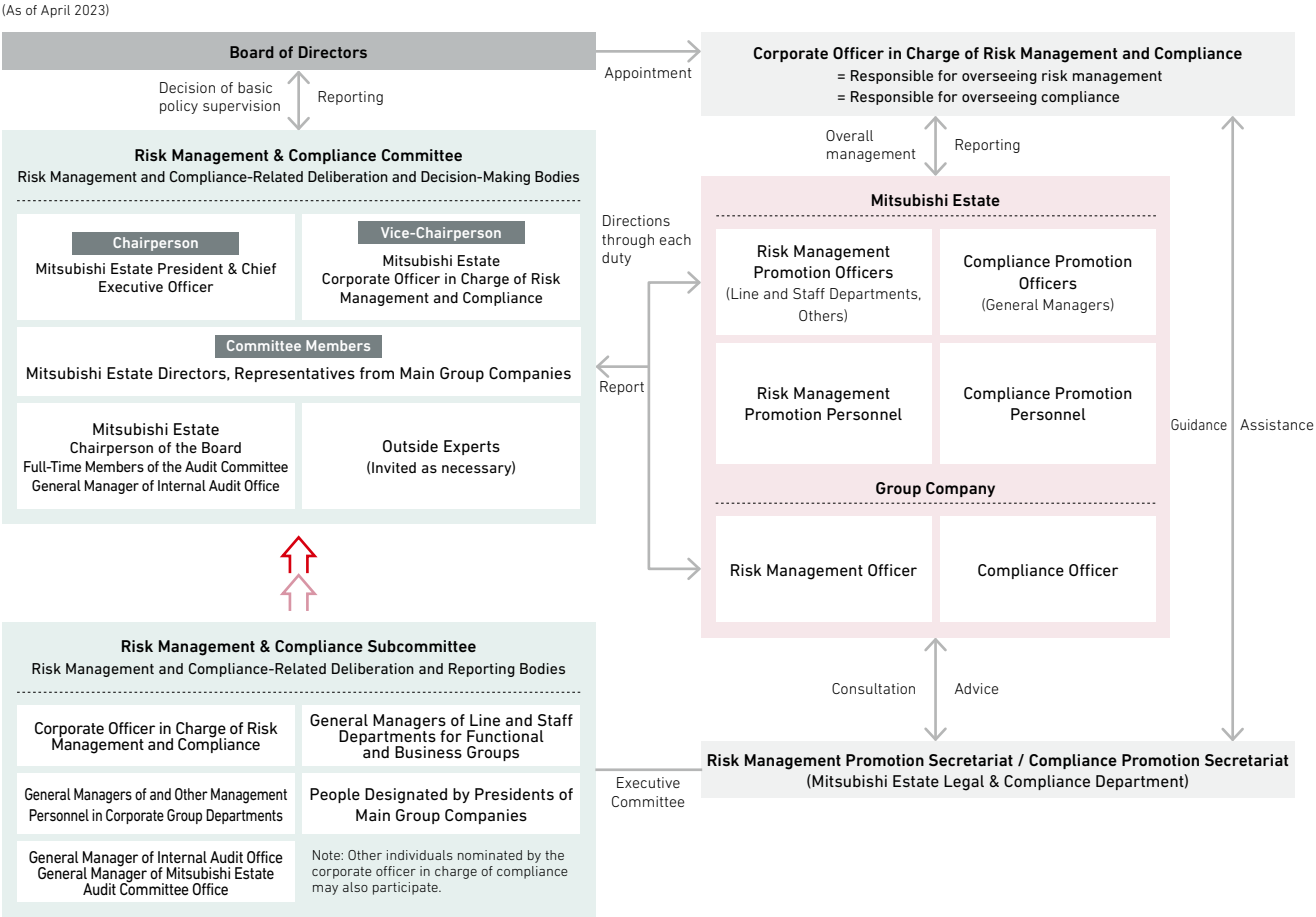 (As of April 2023)
Board of Directors
Appointment
Corporate Officer in Charge of Risk Management and Compliance
= Responsible for overseeing risk management
= Responsible for overseeing compliance
Decision of basic
policy supervision
Reporting
Overall
management
Reporting
Risk Management & Compliance Committee
Risk Management and Compliance-Related Deliberation and Decision-Making Bodies
Chairperson
Mitsubishi Estate President & Chief
Executive Officer
Vice-Chairperson
Mitsubishi Estate
Corporate Officer in Charge of Risk
Management and Compliance
Committee Members
Mitsubishi Estate Directors, Representatives from Main Group Companies
Mitsubishi Estate
Chairperson of the Board
Full-Time Members of the Audit Committee
General Manager of Internal Audit Office
Outside Experts
(Invited as necessary)
Directions
through each
duty
Report
Mitsubishi Estate
Risk Management
Promotion Officers
(Line and Staff Departments,
Others)
Compliance Promotion
Officers
(General Managers)
Risk Management
Promotion Personnel
Compliance Promotion
Personnel
Group Company
Risk Management Officer
Compliance Officer
Guidance
Assistance
Risk Management & Compliance Subcommittee
Risk Management and Compliance-Related Deliberation and Reporting Bodies
Corporate Officer in Charge of Risk
Management and Compliance
General Managers of Line and Staff
Departments for Functional
and Business Groups
General Managers of and Other Management
Personnel in Corporate Group Departments
People Designated by Presidents of
Main Group Companies
General Manager of Internal Audit Office
General Manager of Mitsubishi Estate
Audit Committee Office
Note: Other individuals nominated by the
corporate officer in charge of compliance
may also participate.
Consultation
Advice
Executive
Committee
Risk Management Promotion Secretariat / Compliance Promotion Secretariat
(Mitsubishi Estate Legal & Compliance Department)